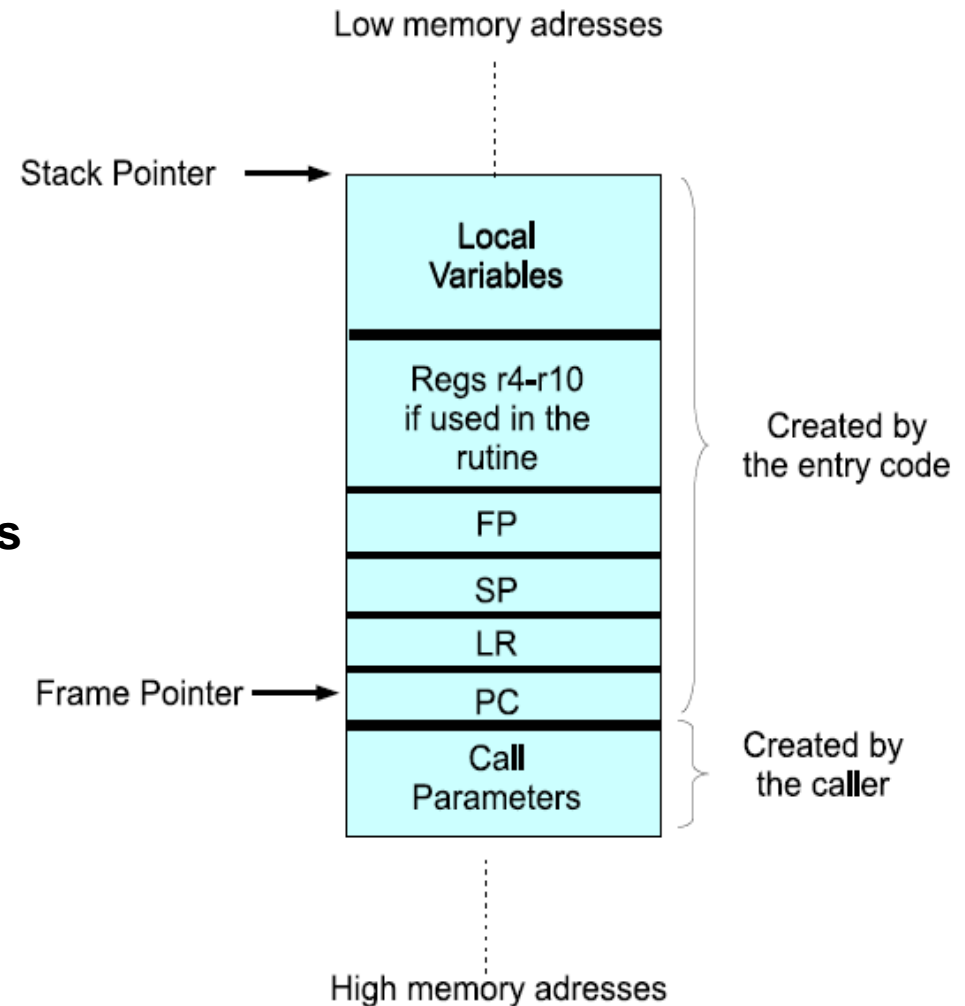 Low memory adresses
Stack Pointer
Local
Variables
Regs r4-r10
if used in the
rutine
Created by
the entry code
s
FP
SP
LR
Frame Pointer
PC
Call
Parameters
Created by
the caller
High memory adresses